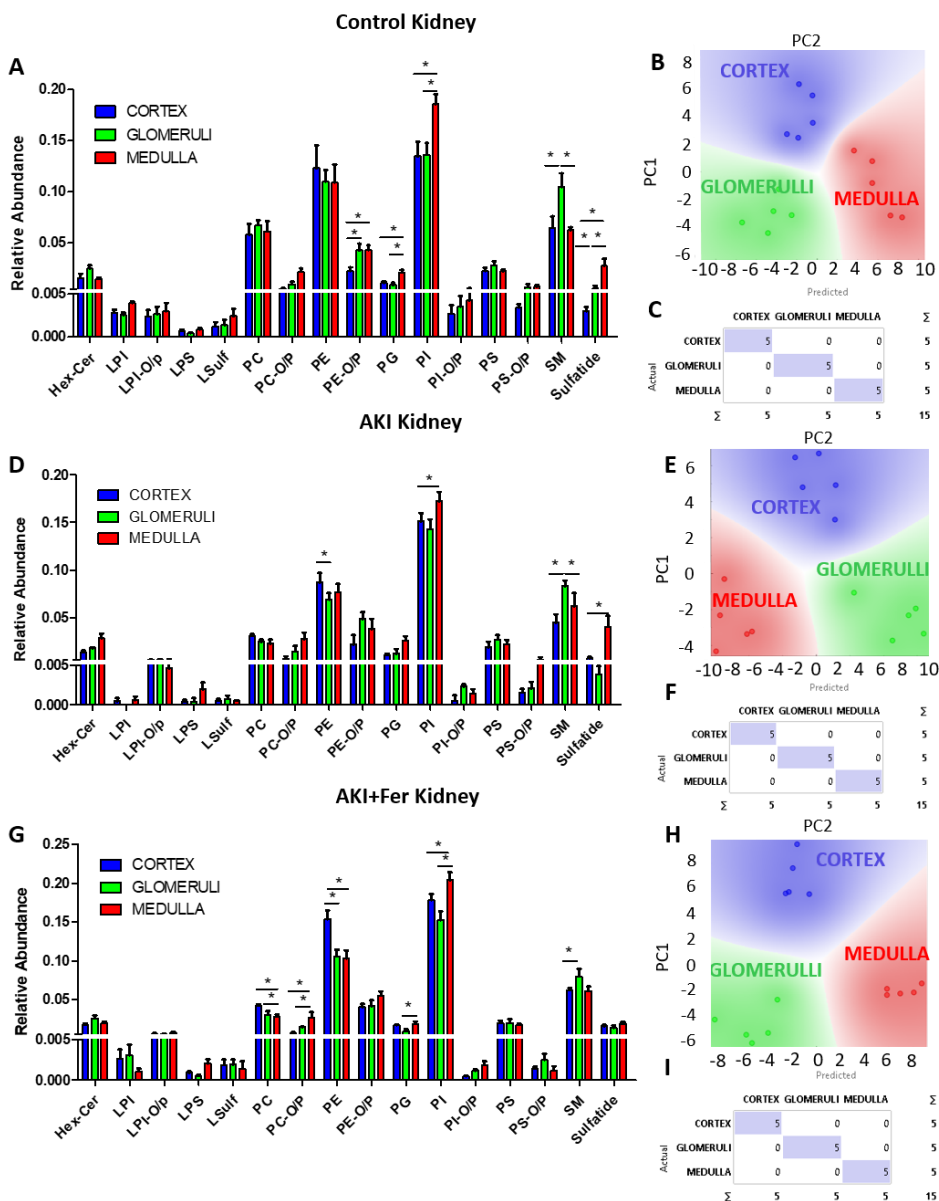 Control Kidney
A
0.20
0.15
0.10
0.05
0.005
0.000
Relative Abundance
CORTEX
GLOMERULI
MEDULLA
* * * * * * * * * * * *
Hex-Cer LPI LPI-O/p LPS LSulf PC PC-O/P PE PE-O/P PG PI PI-O/P PS PS-O/P SM Sulfatide
B
PC2
PC1
8
6
4
2
0
-2
-4
-6
CORTEX
GLOMERULLI
MEDULLA
-10 -8 -6 -4 -2 0 2 4 6 8 10
Predicted
C
CORTEX GLOMERULI MEDULLA Σ
Actual
CORTEX 5 0 0 5
GLOMERULI 0 5 0 5
MEDULLA 0 0 5 5
Σ 5 5 5 15
AKI Kidney
D
0.20
0.15
0.10
0.05
0.005
0.000
Relative Abundance
CORTEX
GLOMERULI
MEDULLA
* * * * *
Hex-Cer LPI LPI-O/p LPS LSulf PC PC-O/P PE PE-O/P PG PI PI-O/P PS PS-O/P SM Sulfatide
E
PC2
PC1
6
4
2
0
-2
-4
CORTEX
GLOMERULLI
MEDULLA
-10 -8 -6 -4 -2 0 2 4 6 8 10
Predicted
F
CORTEX GLOMERULI MEDULLA Σ
Actual
CORTEX 5 0 0 5
GLOMERULI 0 5 0 5
MEDULLA 0 0 5 5
Σ 5 5 5 15
AKI+Fer Kidney
G
0.25
0.20
0.15
0.10
0.05
0.005
0.000
Relative Abundance
CORTEX
GLOMERULI
MEDULLA
* * * * * * * * * *
Hex-Cer LPI LPI-O/p LPS LSulf PC PC-O/P PE PE-O/P PG PI PI-O/P PS PS-O/P SM Sulfatide
H
PC2
PC1
8
6
4
2
0
-2
-4
-6
CORTEX
MEDULLA
GLOMERULLI
-8 -6 -4 -2 0 2 4 6 8
Predicted
I
CORTEX GLOMERULI MEDULLA Σ
Actual
CORTEX 5 0 0 5
GLOMERULI 0 5 0 5
MEDULLA 0 0 5 5
Σ 5 5 5 15